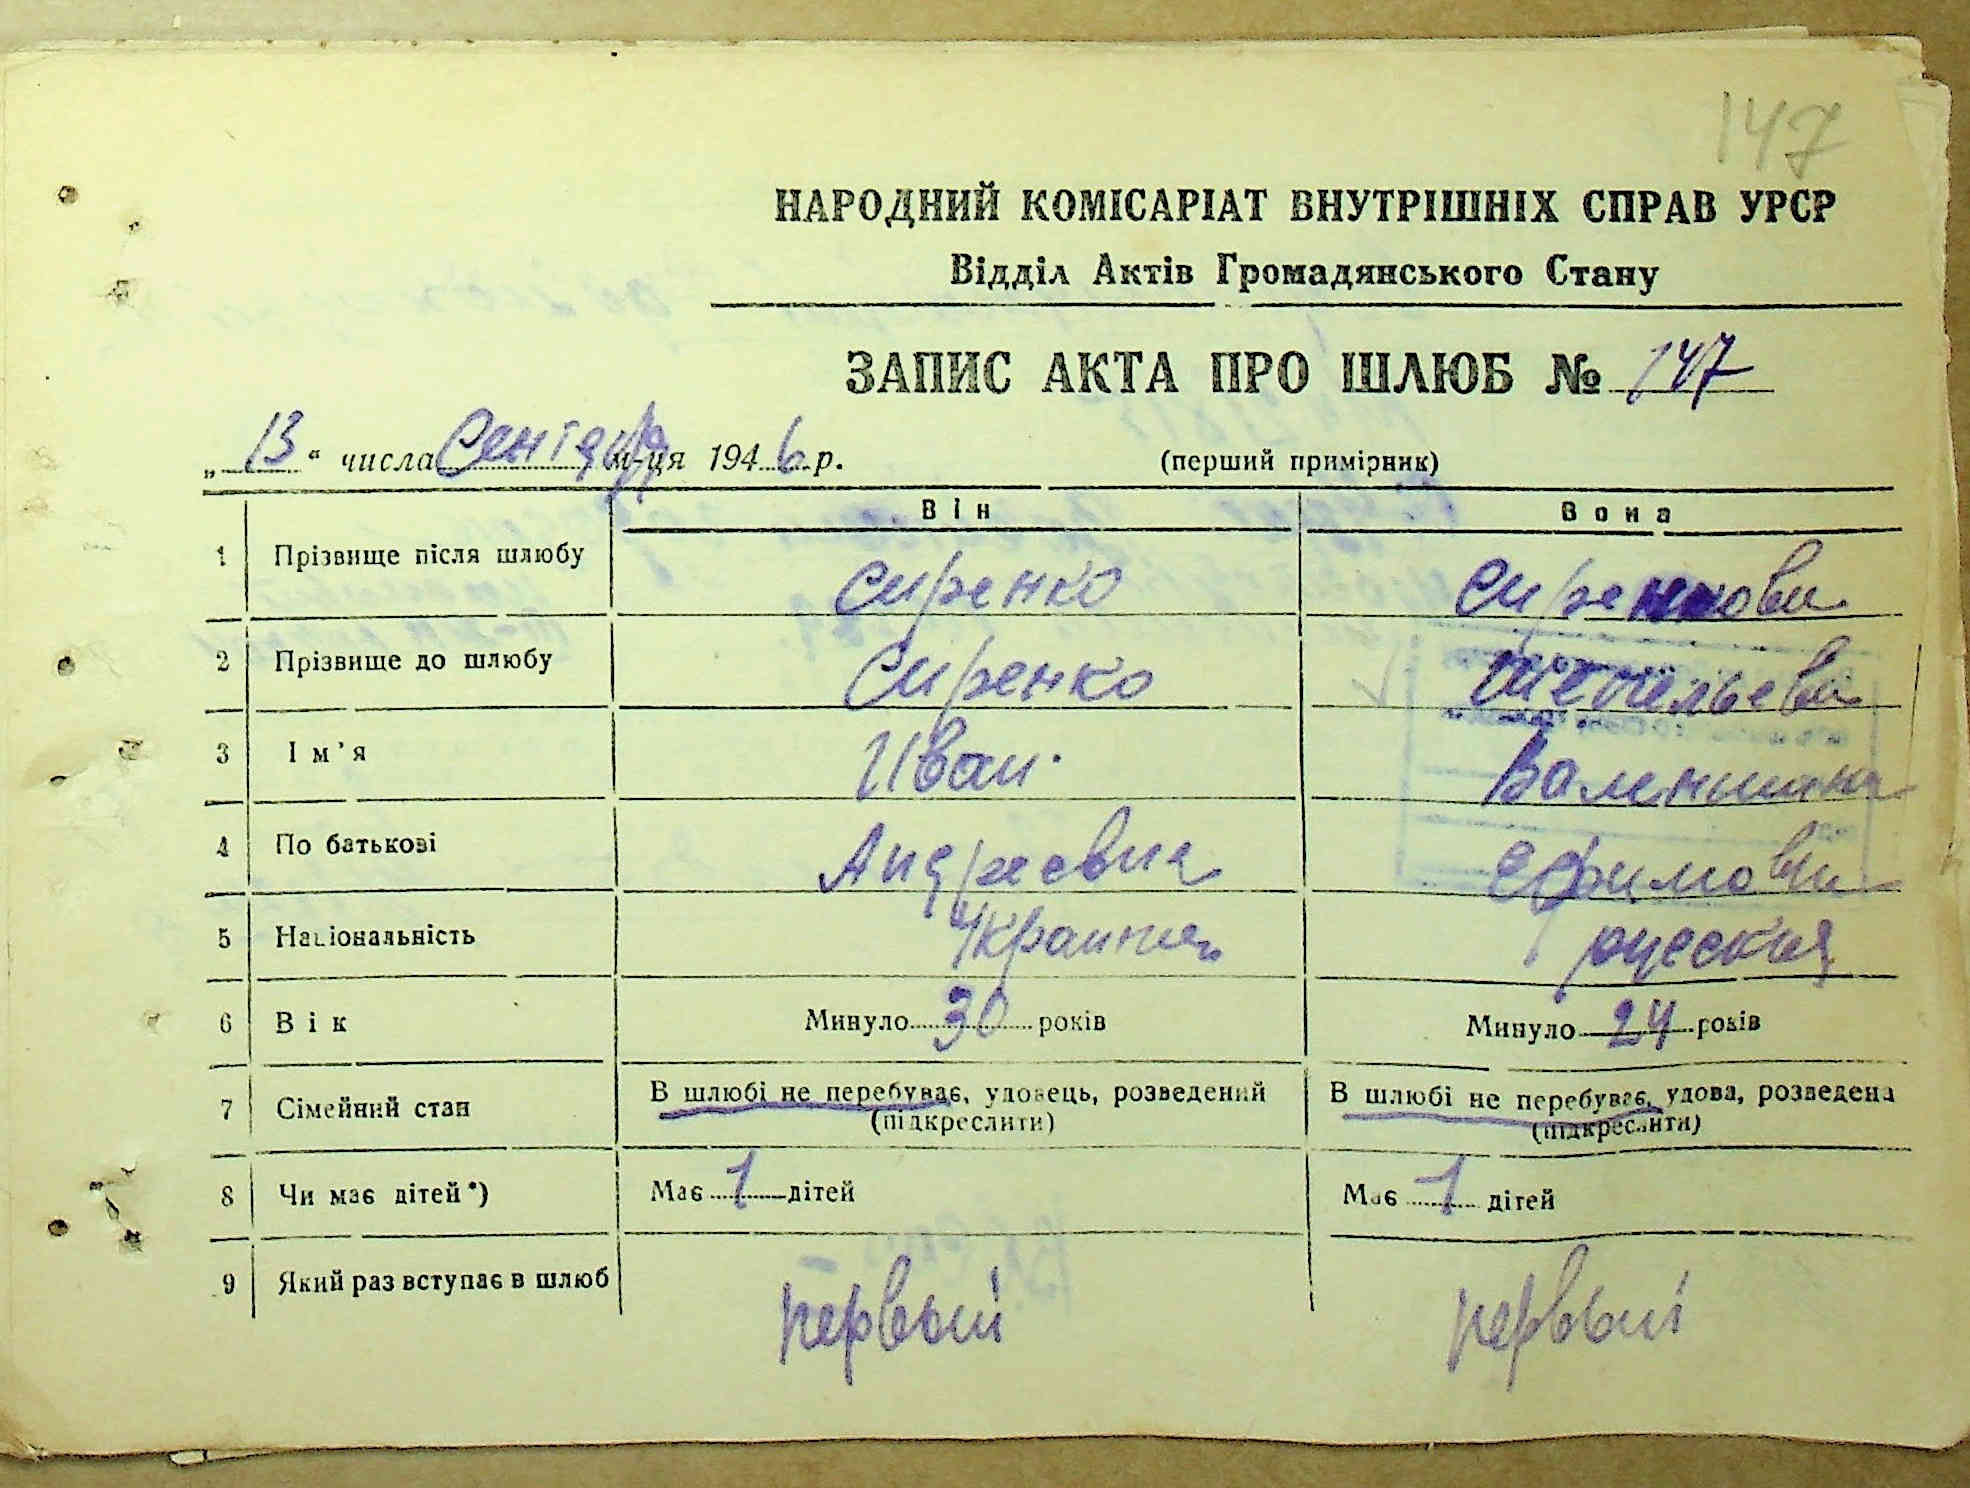 147
НАРОДНИЙ КОМІСАРІАТ ВНУТРІШНІХ СПРАВ УРСР
Відділ Актів Громадянського Стану
ЗАПИС АКТА ПРО ШЛЮБ № 147
„ 13 “ числа Сентября м-ця 1946 р. (перший примірник)
Він Вона
1 Прізвище після шлюбу Сиренко
2 Прізвище до шлюбу Сиренко
3 Ім'я Иван Валентина
4 По батькові
5 Національність русская
6 Вік Минуло 30 років Минуло 24 років
7 Сімейний стан В шлюбі не перебуває, удовець, розведений В шлюбі не перебуває, удова, розведена
(підкреслити) (підкреслити)
8 Чи має дітей*) Має 1 дітей Має 1 дітей
9 Який раз вступає в шлюб первый первый